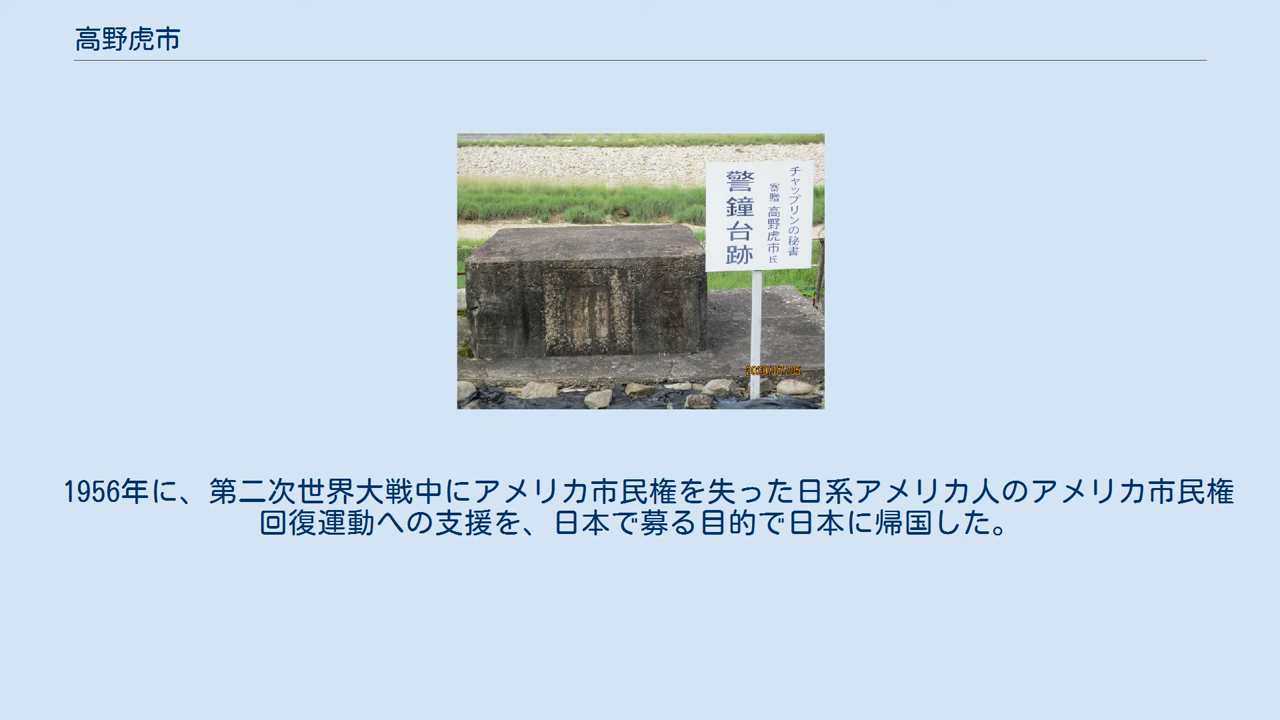 高野虎市
チャップリンの秘書
寄贈 高野虎市氏
警鐘台跡
1956年に、第二次世界大戦中にアメリカ市民権を失った日系アメリカ人のアメリカ市民権
回復運動への支援を、日本で募る目的で日本に帰国した。